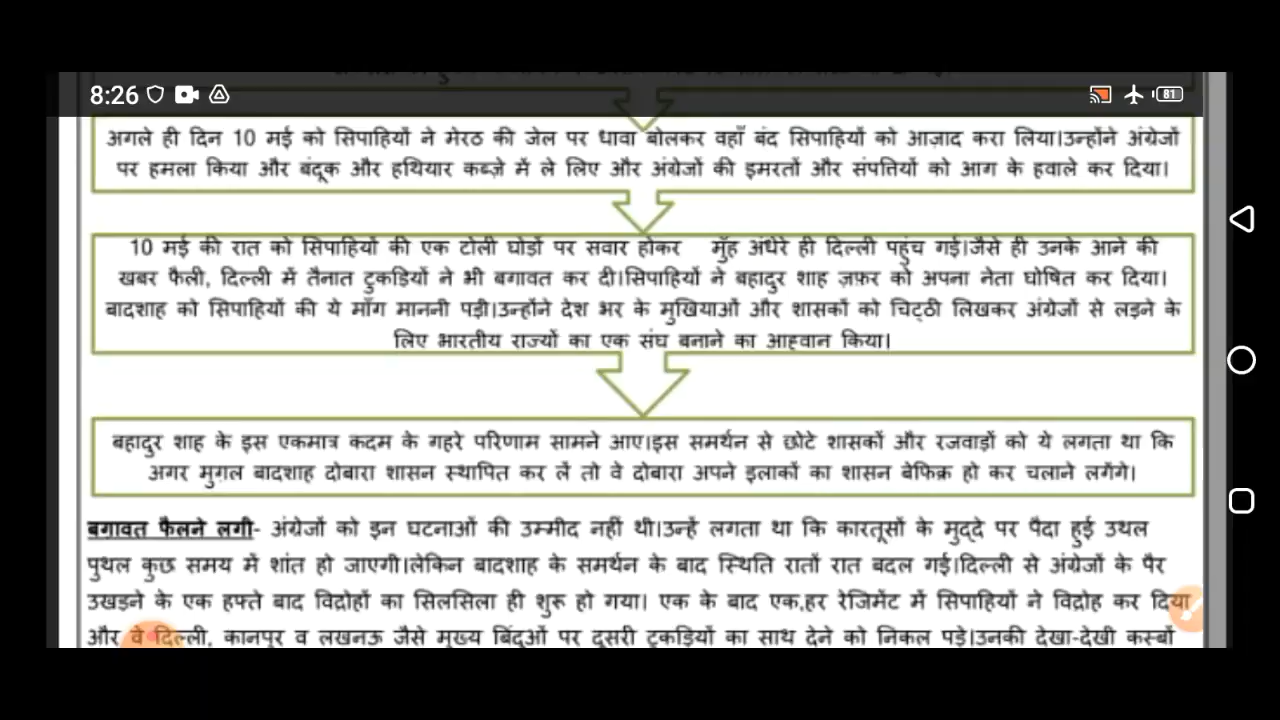 8:26
81
अगले ही दिन 10 मई को सिपाहियों ने मेरठ की जेल पर धावा बोलकर वहाँ बंद सिपाहियों को आज़ाद करा लिया।उन्होंने अंग्रेजों
पर हमला किया और बंदूक और हथियार कब्ज़े में ले लिए और अंग्रेजों की इमरतों और संपत्तियों को आग के हवाले कर दिया।
10 मई की रात को सिपाहियों की एक टोली घोड़ों पर सवार होकर मुँह अंधेरे ही दिल्ली पहुंच गई।जैसे ही उनके आने की
खबर फैली, दिल्ली में तैनात टुकड़ियों ने भी बगावत कर दी।सिपाहियों ने बहादुर शाह ज़फ़र को अपना नेता घोषित कर दिया।
बादशाह को सिपाहियों की ये माँग माननी पड़ी।उन्होंने देश भर के मुखियाओं और शासकों को चिट्ठी लिखकर अंग्रेजों से लड़ने के
लिए भारतीय राज्यों का एक संघ बनाने का आह्वान किया।
बहादुर शाह के इस एकमात्र कदम के गहरे परिणाम सामने आए।इस समर्थन से छोटे शासकों और रजवाड़ों को ये लगता था कि
अगर मुगल बादशाह दोबारा शासन स्थापित कर लें तो वे दोबारा अपने इलाकों का शासन बेफिक्र हो कर चलाने लगेंगे।
बगावत फैलने लगी- अंग्रेजों को इन घटनाओं की उम्मीद नहीं थी।उन्हें लगता था कि कारतूसों के मुद्दे पर पैदा हुई उथल
पुथल कुछ समय में शांत हो जाएगी।लेकिन बादशाह के समर्थन के बाद स्थिति रातों रात बदल गई।दिल्ली से अंग्रेजों के पैर
उखड़ने के एक हफ्ते बाद विद्रोहों का सिलसिला ही शुरू हो गया। एक के बाद एक,हर रेजिमेंट में सिपाहियों ने विद्रोह कर दिया
और वे दिल्ली, कानपुर व लखनऊ जैसे मुख्य बिंदुओं पर दूसरी टुकड़ियों का साथ देने को निकल पड़े।उनकी देखा-देखी कस्बों